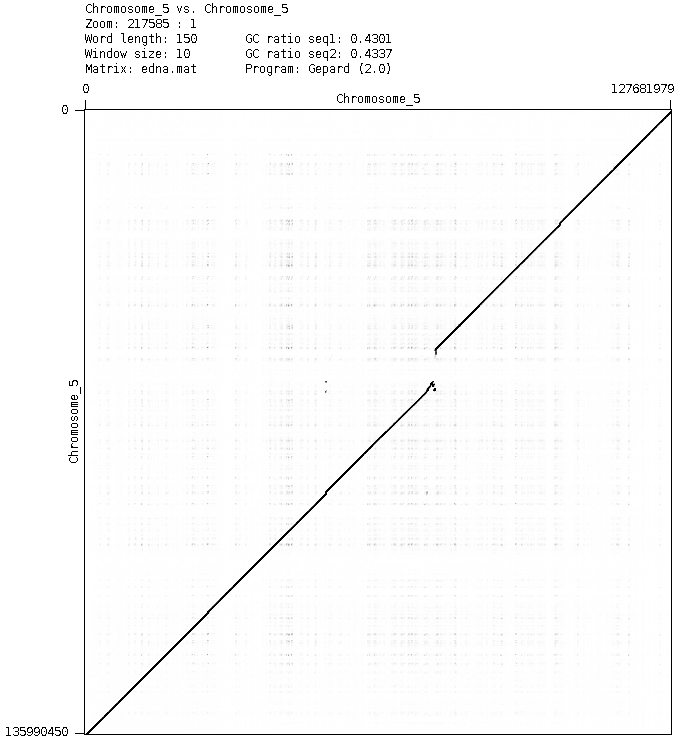 Chromosome_5 vs. Chromosome_5
Zoom: 217585 : 1
Word length: 150 GC ratio seq1: 0.4301
Window size: 10 GC ratio seq2: 0.4337
Matrix: edna.mat Program: Gepard (2.0)
0 127681979
Chromosome_5
0
Chromosome_5
135990450